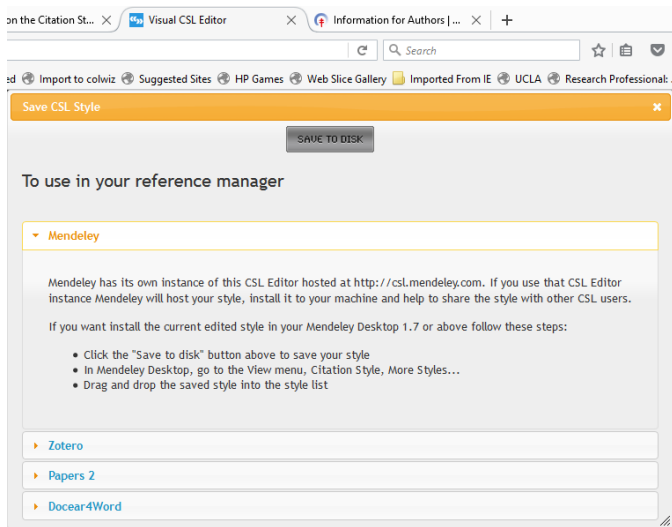 on the Citation St...
Visual CSL Editor
Information for Authors | ...
Search
ed Import to colwiz Suggested Sites HP Games Web Slice Gallery Imported From IE UCLA Research Professional:
Save CSL Style
SAVE TO DISK
To use in your reference manager
Mendeley
Mendeley has its own instance of this CSL Editor hosted at http://csl.mendeley.com. If you use that CSL Editor
instance Mendeley will host your style, install it to your machine and help to share the style with other CSL users.
If you want install the current edited style in your Mendeley Desktop 1.7 or above follow these steps:
• Click the "Save to disk" button above to save your style
• In Mendeley Desktop, go to the View menu, Citation Style, More Styles...
• Drag and drop the saved style into the style list
Zotero
Papers 2
Docear4Word